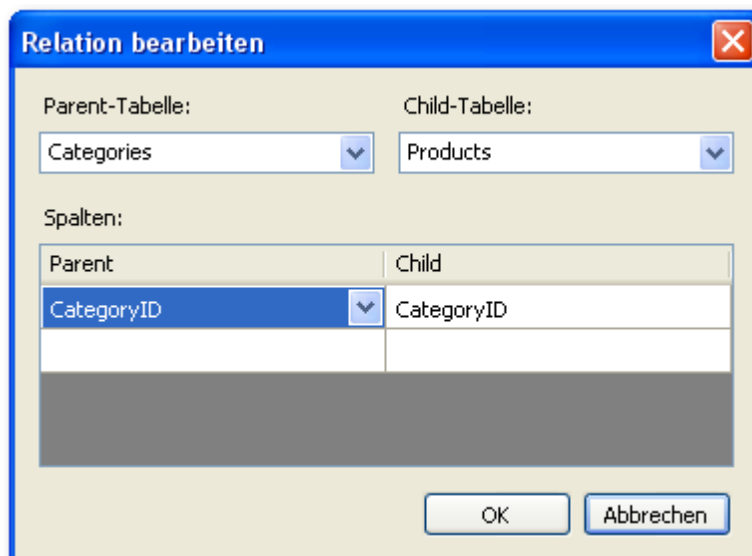 Relation bearbeiten
Parent-Tabelle: Child-Tabelle:
Categories Products
Spalten:
Parent Child
CategoryID CategoryID
OK Abbrechen